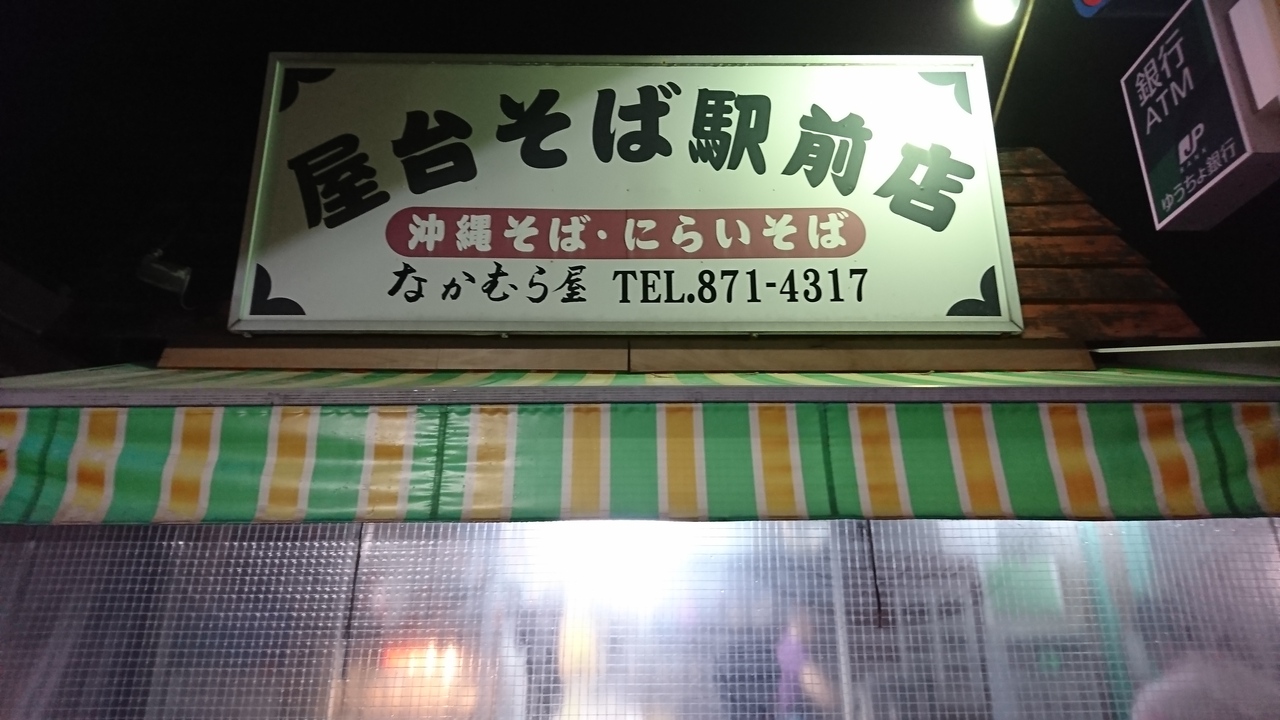 屋台そば駅前店
沖縄そば・にらいそば
なかむら屋 TEL.871-4317
銀行
ATM
JP
BANK
ゆうちょ銀行